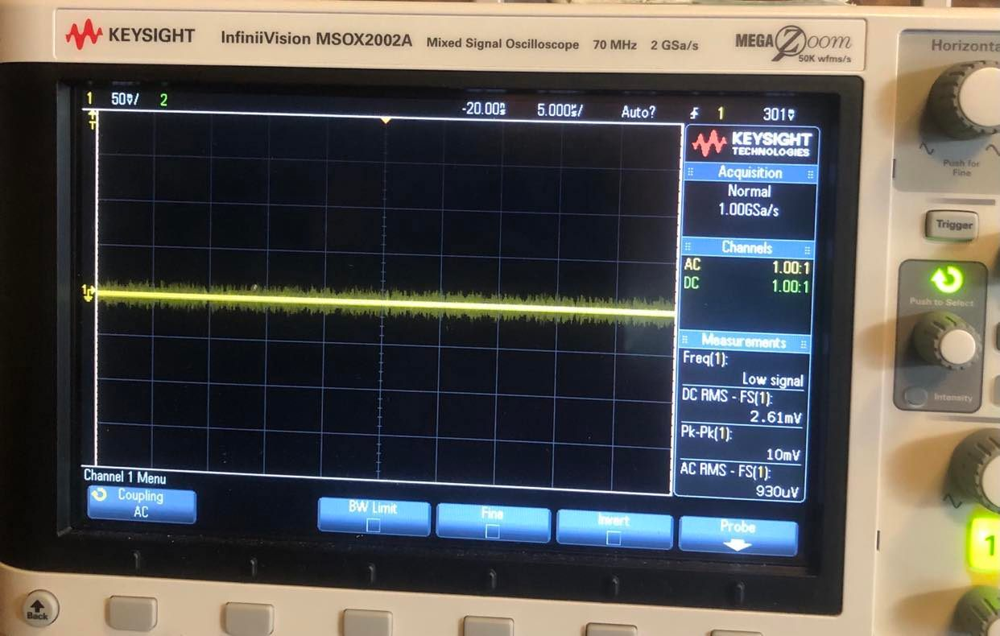 KEYSIGHT InfiniiVision MSOX2002A Mixed Signal Oscilloscope 70 MHz 2 GSa/s MEGA Zoom
50K wfms/s
Horizonta
1 50mV/ 2 -20.00ns 5.000us/ Auto? 1 301mV
T
KEYSIGHT
TECHNOLOGIES
Acquisition
Normal
1.00GSa/s
Channels
AC 1.00:1
DC 1.00:1
Measurements
Freq(1):
Low signal
DC RMS - FS(1):
2.61mV
Pk-Pk(1):
10mV
AC RMS - FS(1):
930uV
1
Channel 1 Menu
Coupling
AC
BW Limit
Fine
Invert
Probe
Back
Push for
Fine
Trigger
Push to Select
Intensity
1